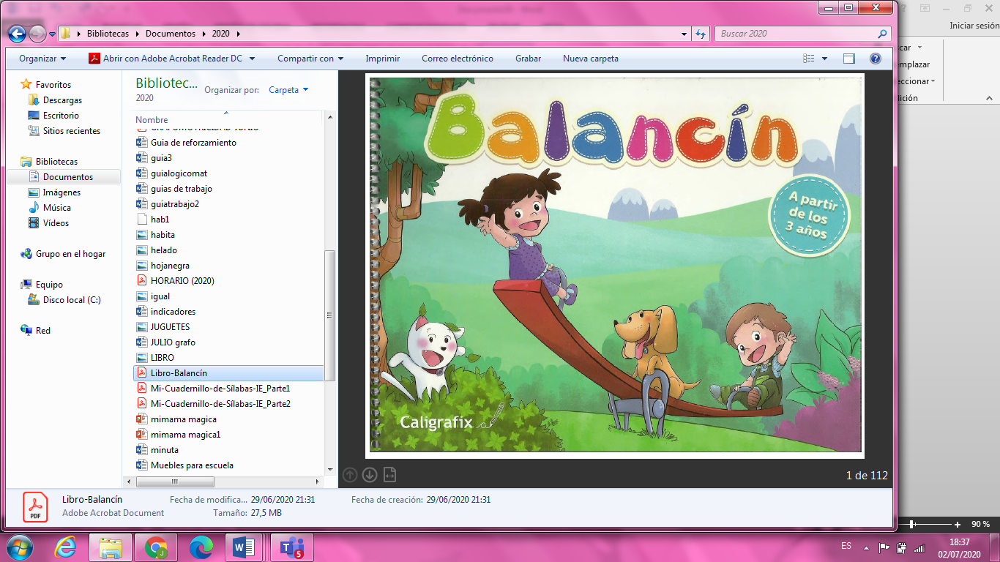 Iniciar sesión
Bibliotecas
Documentos
2020
Buscar 2020
Organizar
Abrir con Adobe Acrobat Reader DC
Compartir con
Imprimir
Correo electrónico
Grabar
Nueva carpeta
Favoritos
Descargas
Escritorio
Sitios recientes
Bibliotecas
Documentos
Imágenes
Música
Vídeos
Grupo en el hogar
Equipo
Disco local (C:)
Red
Bibliotec...
2020
Organizar por: Carpeta
Nombre
Guia de reforzamiento
guia3
guialogicomat
guias de trabajo
guiatrabajo2
hab1
habita
helado
hojanegra
HORARIO (2020)
igual
indicadores
JUGUETES
JULIO grafo
LIBRO
Libro-Balancín
Mi-Cuadernillo-de-Sílabas-IE_Parte1
Mi-Cuadernillo-de-Sílabas-IE_Parte2
mimama magica
mimama magica1
minuta
Muebles para escuela
Balancín
A partir
de los
3 años
Caligrafix
1 de 112
car
emplazar
eccionar
dición
Libro-Balancín
Fecha de modifica... 29/06/2020 21:31
Fecha de creación: 29/06/2020 21:31
Adobe Acrobat Document
Tamaño: 27,5 MB
PDF
90 %
5
ES
18:37
02/07/2020